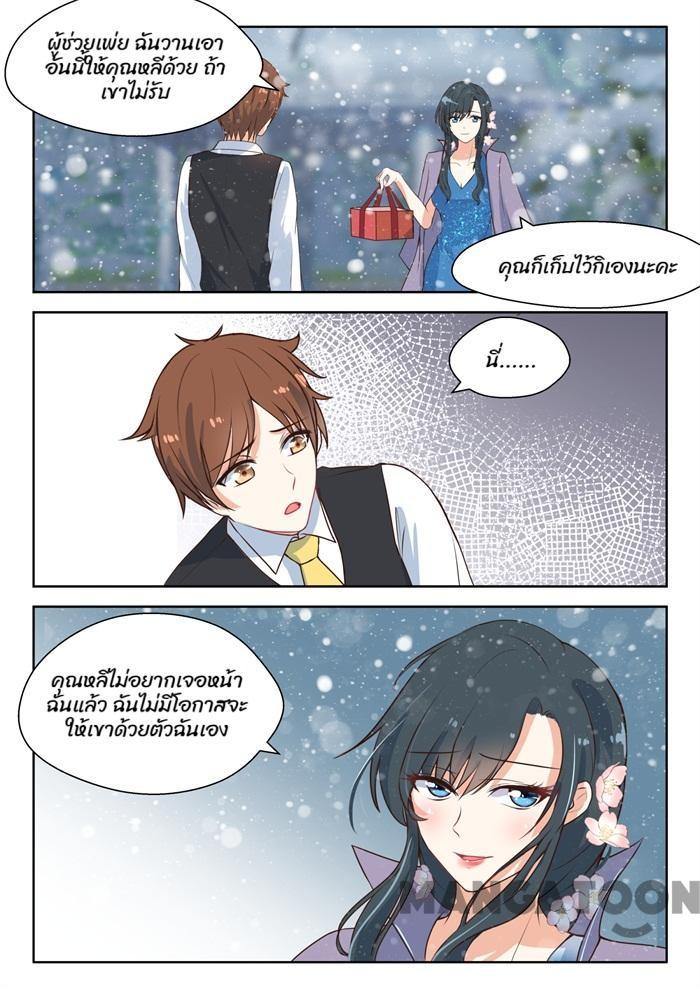 ผู้ช่วยเพ่ย ฉันวานเอา
อันนี้ให้คุณหลีด้วย ถ้า
เขาไม่รับ
คุณก็เก็บไว้กิเองนะคะ
นี่......
คุณหลีไม่อยากเจอหน้า
ฉันแล้ว ฉันไม่มีโอกาสจะ
ให้เขาด้วยตัวฉันเอง
MANGATOON